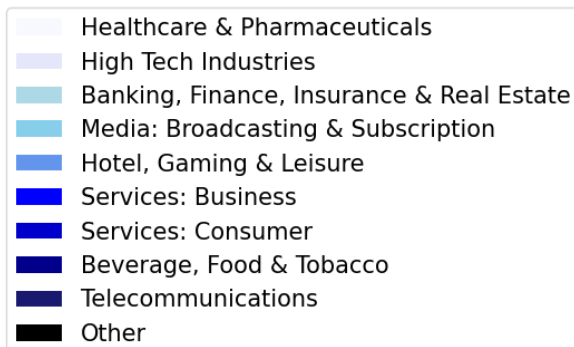 Healthcare & Pharmaceuticals
High Tech Industries
Banking, Finance, Insurance & Real Estate
Media: Broadcasting & Subscription
Hotel, Gaming & Leisure
Services: Business
Services: Consumer
Beverage, Food & Tobacco
Telecommunications
Other